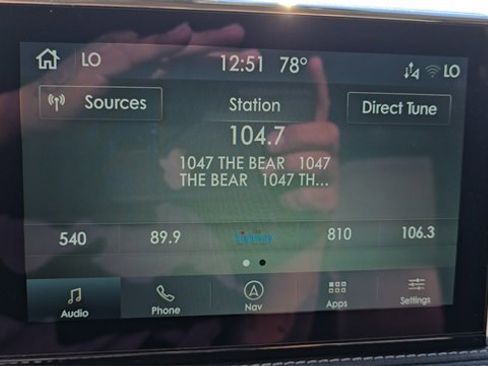 LO 12:51 78° LO
Sources Station Direct Tune
104.7
1047 THE BEAR 1047
THE BEAR 1047 TH...
540 89.9 810 106.3
Audio Phone Nav Apps Settings